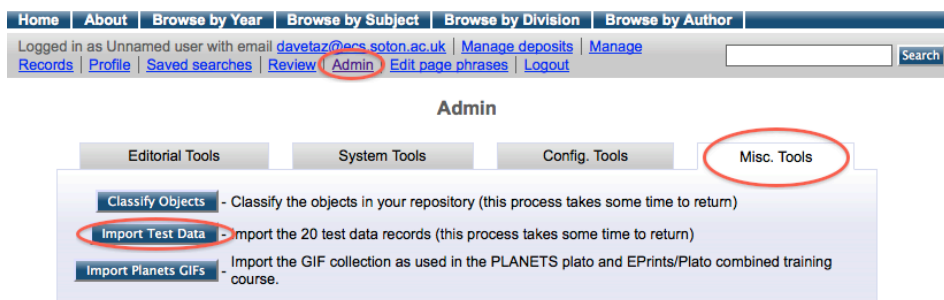 Home | About | Browse by Year | Browse by Subject | Browse by Division | Browse by Author |
Logged in as Unnamed user with email davetaz@ecs.soton.ac.uk | Manage deposits | Manage
Records | Profile | Saved searches | Review | Admin | Edit page phrases | Logout
Search
Admin
Editorial Tools System Tools Config. Tools Misc. Tools
Classify Objects - Classify the objects in your repository (this process takes some time to return)
Import Test Data - Import the 20 test data records (this process takes some time to return)
Import Planets GIFs - Import the GIF collection as used in the PLANETS plato and EPrints/Plato combined training
course.